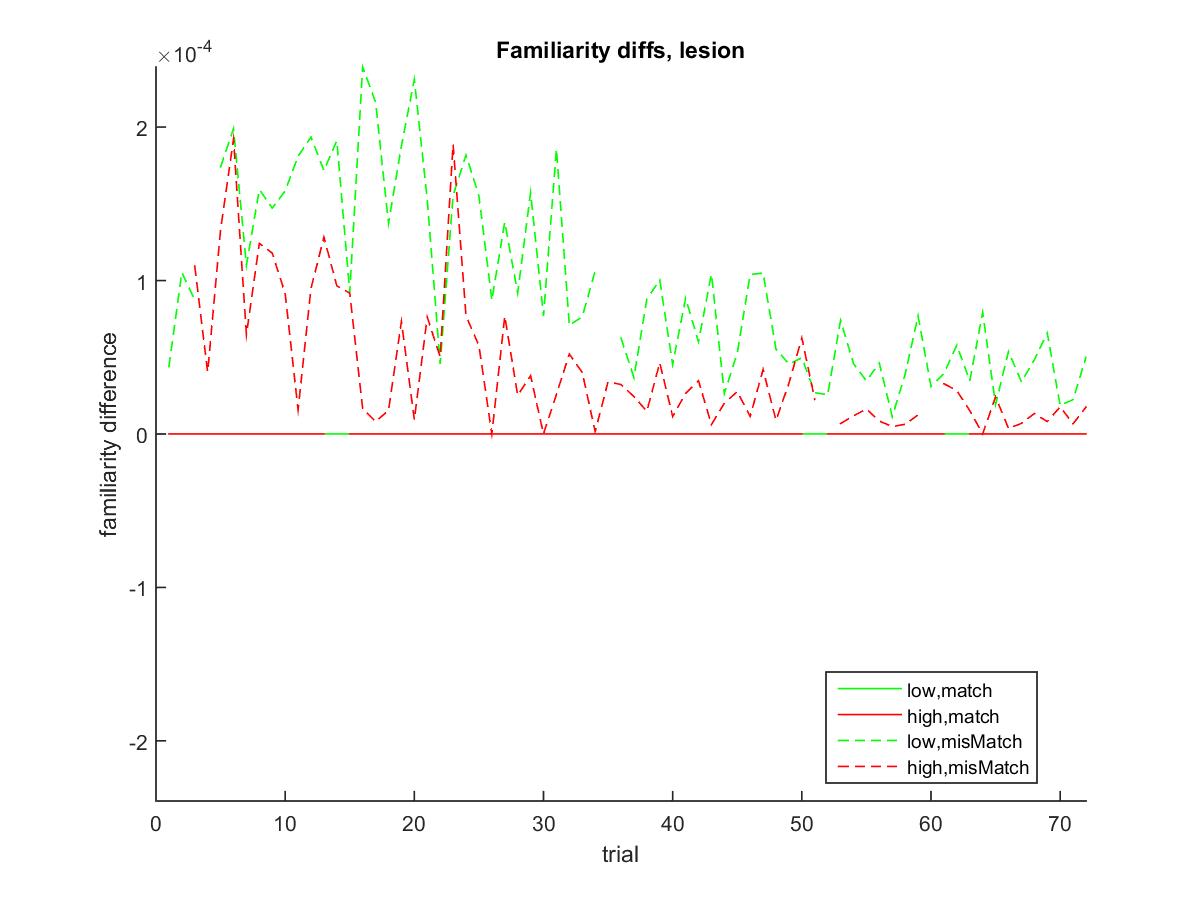 Familiarity diffs, lesion
×10-4
2
1
0
-1
-2
familiarity difference
0 10 20 30 40 50 60 70
trial
low,match
high,match
low,misMatch
high,misMatch